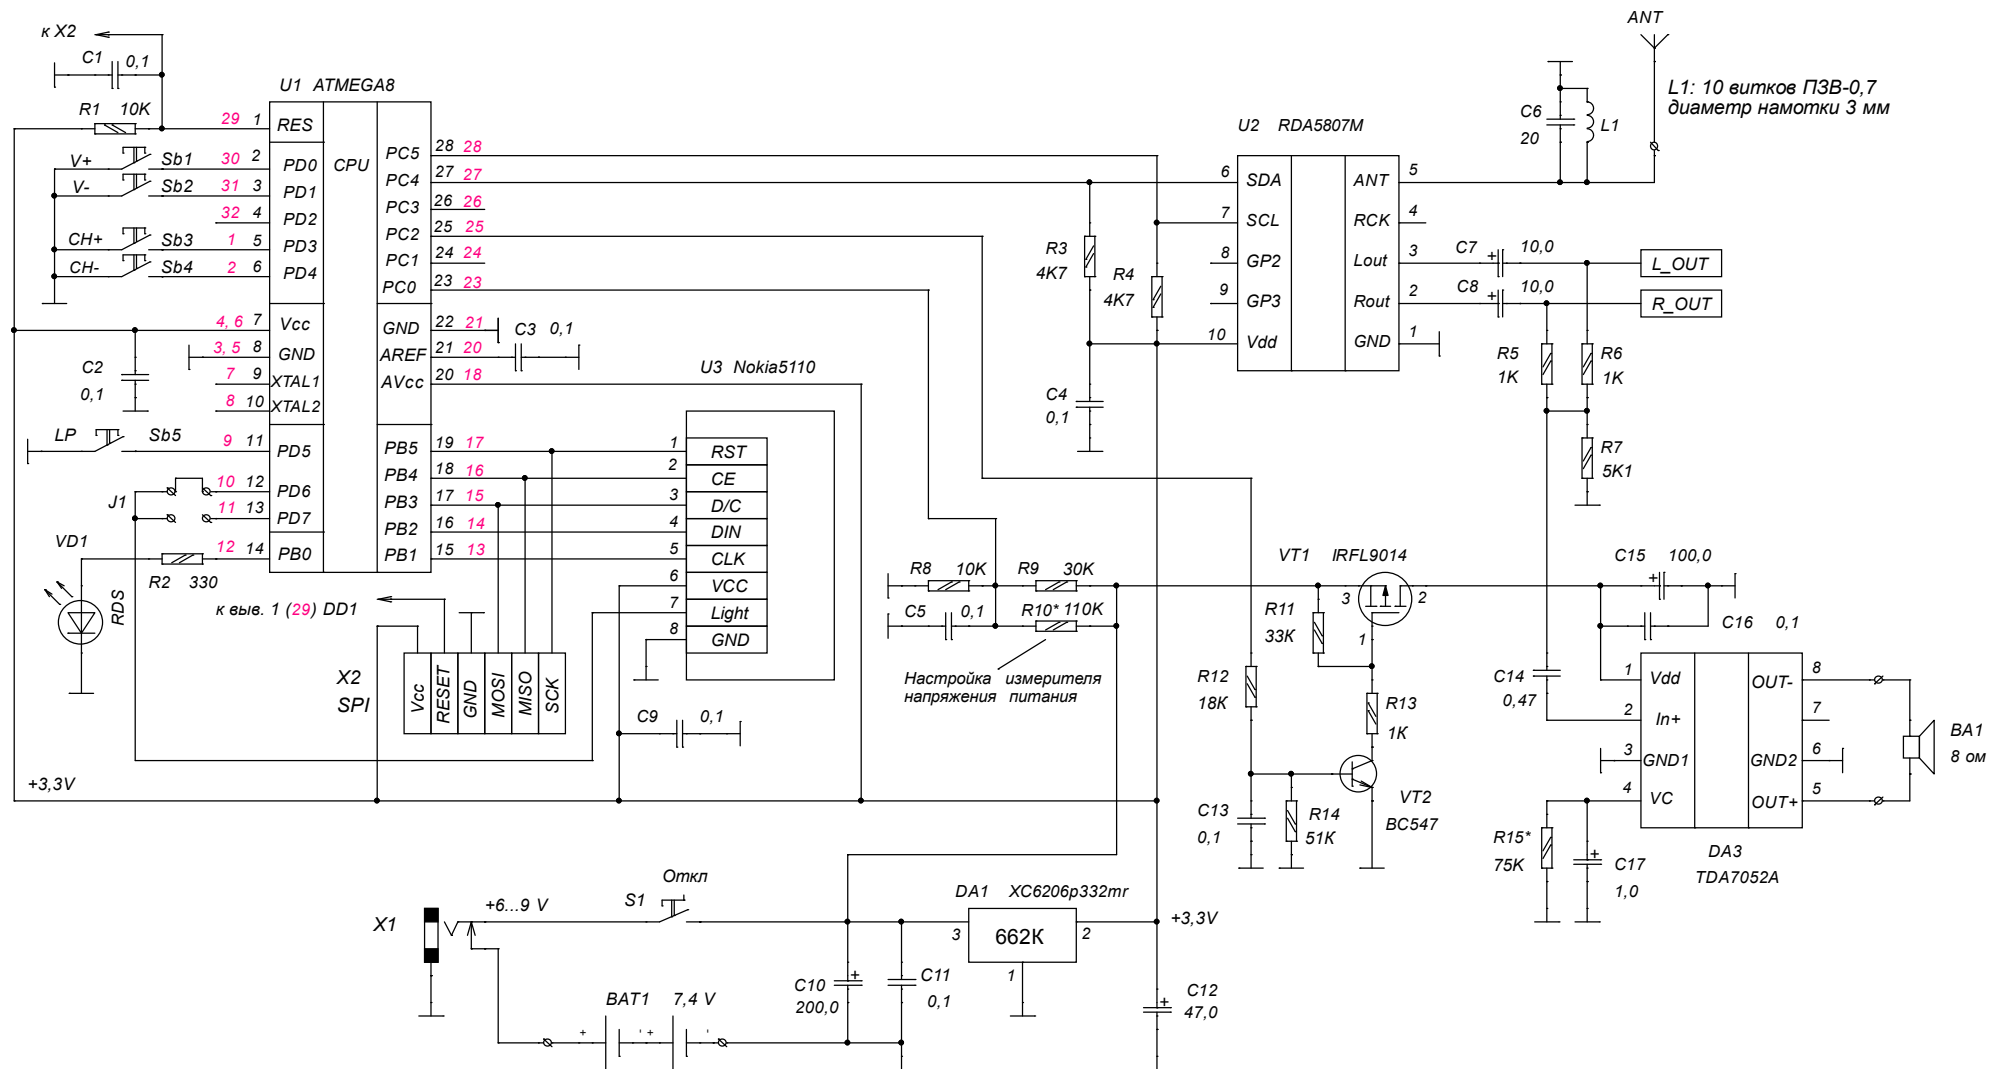 к X2
C1
0,1
R1 10K
U1 ATMEGA8
29 1 RES
V+ Sb1 30 2 PD0
V- Sb2 31 3 PD1
32 4 PD2
CH+ Sb3 1 5 PD3
CH- Sb4 2 6 PD4
4, 6 7 Vcc
3, 5 8 GND
7 9 XTAL1
8 10 XTAL2
C2
0,1
LP Sb5 9 11 PD5
J1
10 12 PD6
11 13 PD7
12 14 PB0
VD1
RDS
R2 330
CPU
PC5 28 28
PC4 27 27
PC3 26 26
PC2 25 25
PC1 24 24
PC0 23 23
GND 22 21
AREF 21 20
AVcc 20 18
C3 0,1
PB5 19 17
PB4 18 16
PB3 17 15
PB2 16 14
PB1 15 13
U3 Nokia5110
1 RST
2 CE
3 D/C
4 DIN
5 CLK
6 VCC
7 Light
8 GND
к выв. 1 (29) DD1
X2
SPI
Vcc
RESET
GND
MOSI
MISO
SCK
C9 0,1
+3,3V
U2 RDA5807M
6 SDA
7 SCL
8 GP2
9 GP3
10 Vdd
ANT 5
RCK 4
Lout 3
Rout 2
GND 1
R3
4K7
R4
4K7
C4
0,1
ANT
L1: 10 витков ПЗВ-0,7
диаметр намотки 3 мм
C6
20
L1
C7 + 10,0
L_OUT
C8 + 10,0
R_OUT
R5
1K
R6
1K
R7
5K1
R8 10K
R9 30K
C5 0,1
R10* 110K
Настройка измерителя
напряжения питания
VT1 IRFL9014
3 2
1
R11
33K
R12
18K
R13
1K
C13
0,1
R14
51K
VT2
BC547
C15 100,0
+
C16 0,1
C14
0,47
1 Vdd
2 In+
3 GND1
4 VC
OUT- 8
7
GND2 6
OUT+ 5
BA1
8 ом
R15*
75K
+
C17
1,0
DA3
TDA7052A
X1
+6...9 V
S1
Откл
DA1 XC6206p332mr
3 662K 2
1
+3,3V
C10 +
200,0
C11
0,1
C12
47,0
+
BAT1 7,4 V
+ ' + '